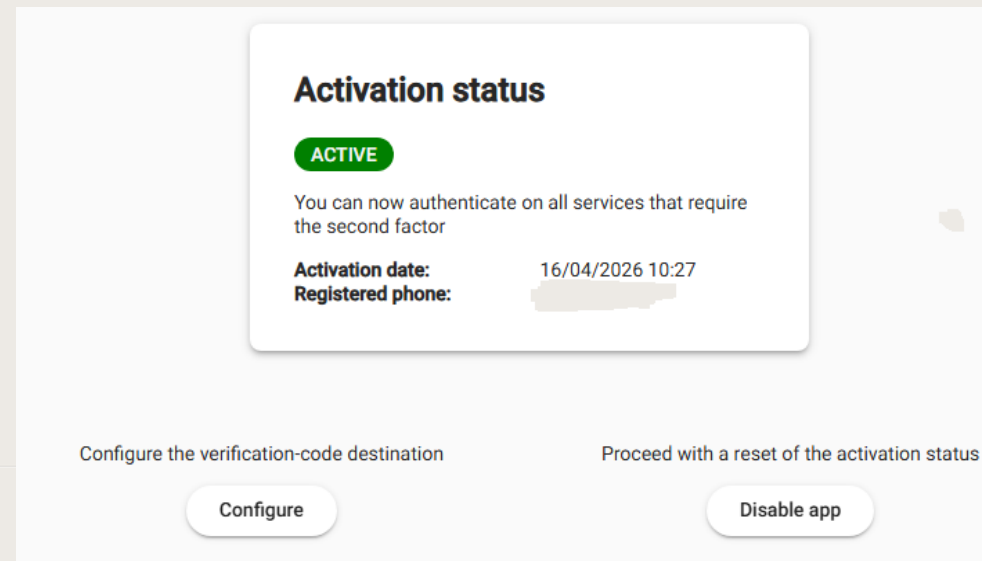 Activation status
ACTIVE
You can now authenticate on all services that require
the second factor
Activation date: 16/04/2026 10:27
Registered phone:
Configure the verification-code destination
Configure
Proceed with a reset of the activation status
Disable app